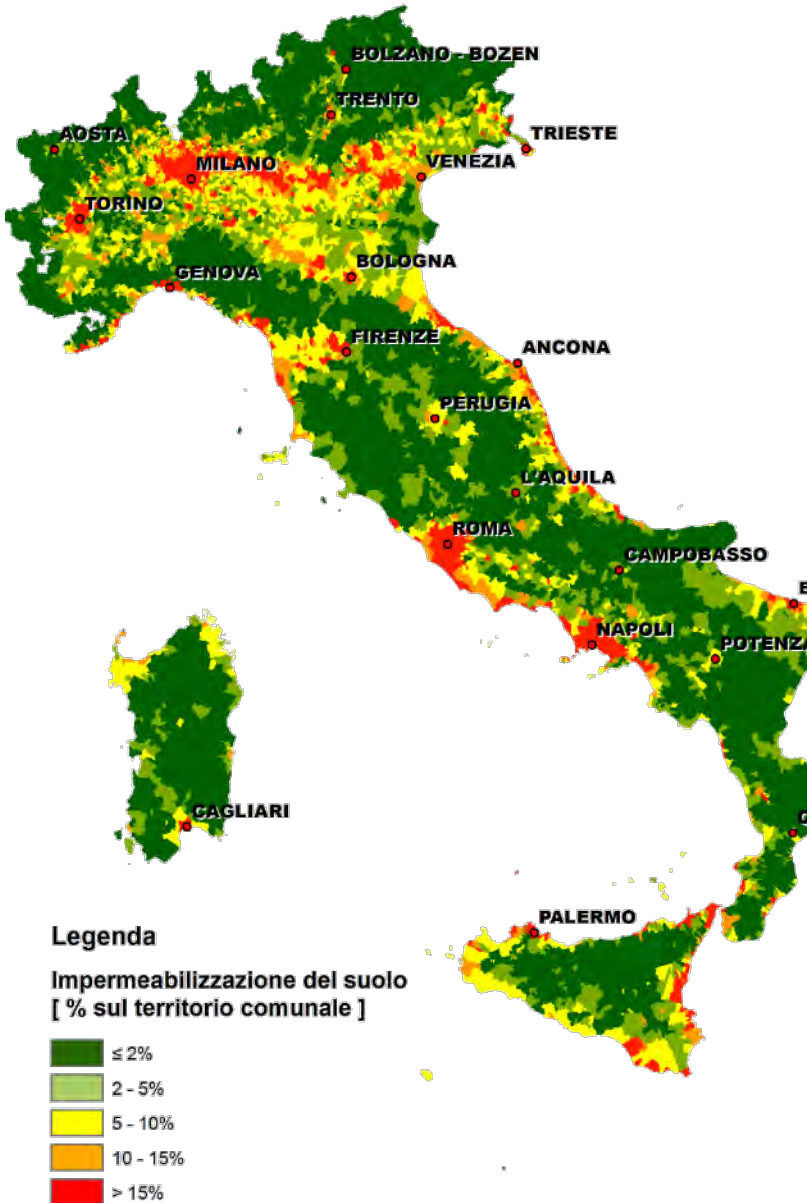 BOLZANO - BOZEN
TRENTO
AOSTA
TRIESTE
VENEZIA
MILANO
TORINO
BOLOGNA
GENOVA
FIRENZE
ANCONA
PERUGIA
L'AQUILA
ROMA
CAMPOBASSO
B
NAPOLI
POTENZA
CAGLIARI
C
PALERMO
Legenda
Impermeabilizzazione del suolo
[ % sul territorio comunale ]
≤ 2%
2 - 5%
5 - 10%
10 - 15%
> 15%